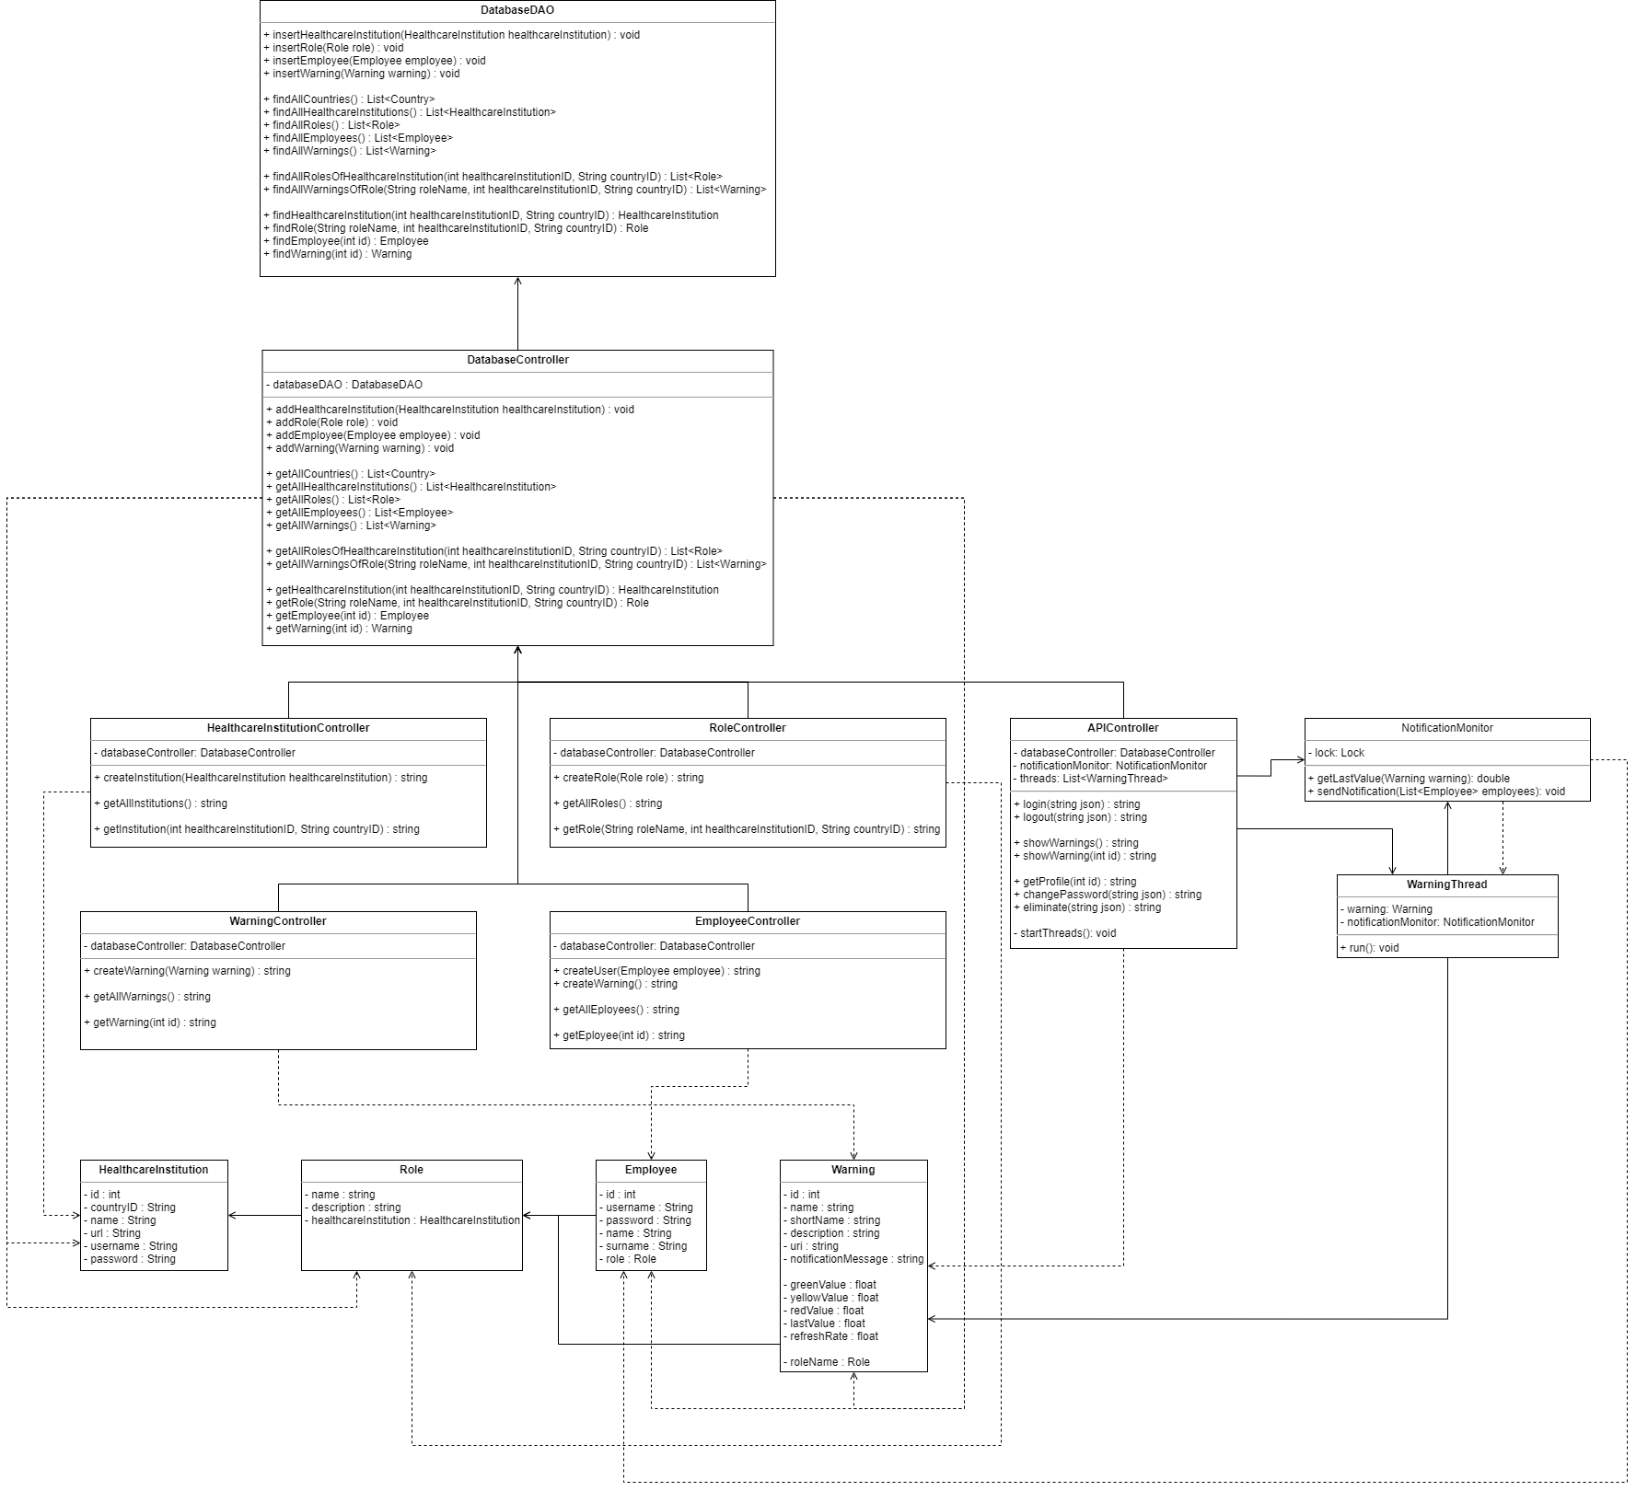 DatabaseDAO
+ insertHealthcareInstitution(HealthcareInstitution healthcareInstitution) : void
+ insertRole(Role role) : void
+ insertEmployee(Employee employee) : void
+ insertWarning(Warning warning) : void
+ findAllCountries() : List<Country>
+ findAllHealthcareInstitutions() : List<HealthcareInstitution>
+ findAllRoles() : List<Role>
+ findAllEmployees() : List<Employee>
+ findAllWarnings() : List<Warning>
+ findAllRolesOfHealthcareInstitution(int healthcareInstitutionID, String countryID) : List<Role>
+ findAllWarningsOfRole(String roleName, int healthcareInstitutionID, String countryID) : List<Warning>
+ findHealthcareInstitution(int healthcareInstitutionID, String countryID) : HealthcareInstitution
+ findRole(String roleName, int healthcareInstitutionID, String countryID) : Role
+ findEmployee(int id) : Employee
+ findWarning(int id) : Warning
DatabaseController
- databaseDAO : DatabaseDAO
+ addHealthcareInstitution(HealthcareInstitution healthcareInstitution) : void
+ addRole(Role role) : void
+ addEmployee(Employee employee) : void
+ addWarning(Warning warning) : void
+ getAllCountries() : List<Country>
+ getAllHealthcareInstitutions() : List<HealthcareInstitution>
+ getAllRoles() : List<Role>
+ getAllEmployees() : List<Employee>
+ getAllWarnings() : List<Warning>
+ getAllRolesOfHealthcareInstitution(int healthcareInstitutionID, String countryID) : List<Role>
+ getAllWarningsOfRole(String roleName, int healthcareInstitutionID, String countryID) : List<Warning>
+ getHealthcareInstitution(int healthcareInstitutionID, String countryID) : HealthcareInstitution
+ getRole(String roleName, int healthcareInstitutionID, String countryID) : Role
+ getEmployee(int id) : Employee
+ getWarning(int id) : Warning
HealthcareInstitutionController
- databaseController: DatabaseController
+ createInstitution(HealthcareInstitution healthcareInstitution) : string
+ getAllInstitutions() : string
+ getInstitution(int healthcareInstitutionID, String countryID) : string
RoleController
- databaseController: DatabaseController
+ createRole(Role role) : string
+ getAllRoles() : string
+ getRole(String roleName, int healthcareInstitutionID, String countryID) : string
APIController
- databaseController: DatabaseController
- notificationMonitor: NotificationMonitor
- threads: List<WarningThread>
+ login(string json) : string
+ logout(string json) : string
+ showWarnings() : string
+ showWarning(int id) : string
+ getProfile(int id) : string
+ changePassword(string json) : string
+ eliminate(string json) : string
- startThreads(): void
NotificationMonitor
- lock: Lock
+ getLastValue(Warning warning): double
+ sendNotification(List<Employee> employees): void
WarningThread
- warning: Warning
- notificationMonitor: NotificationMonitor
+ run(): void
WarningController
- databaseController: DatabaseController
+ createWarning(Warning warning) : string
+ getAllWarnings() : string
+ getWarning(int id) : string
EmployeeController
- databaseController: DatabaseController
+ createUser(Employee employee) : string
+ createWarning() : string
+ getAllEployees() : string
+ getEployee(int id) : string
HealthcareInstitution
- id : int
- countryID : String
- name : String
- url : String
- username : String
- password : String
Role
- name : string
- description : string
- healthcareInstitution : HealthcareInstitution
Employee
- id : int
- username : String
- password : String
- name : String
- surname : String
- role : Role
Warning
- id : int
- name : string
- shortName : string
- description : string
- uri : string
- notificationMessage : string
- greenValue : float
- yellowValue : float
- redValue : float
- lastValue : float
- refreshRate : float
- roleName : Role